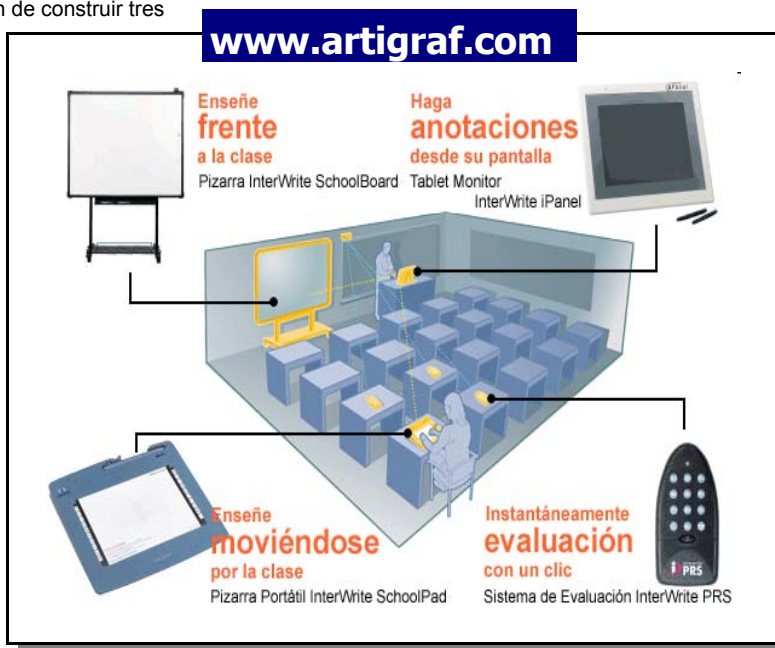 n de construir tres
www.artigraf.com
Enseñe
frente
a la clase
Pizarra InterWrite SchoolBoard
Haga
anotaciones
desde su pantalla
Tablet Monitor
InterWrite iPanel
Enseñe
moviéndose
por la clase
Pizarra Portátil InterWrite SchoolPad
Instantáneamente
evaluación
con un clic
Sistema de Evaluación InterWrite PRS
iPanel
PRS